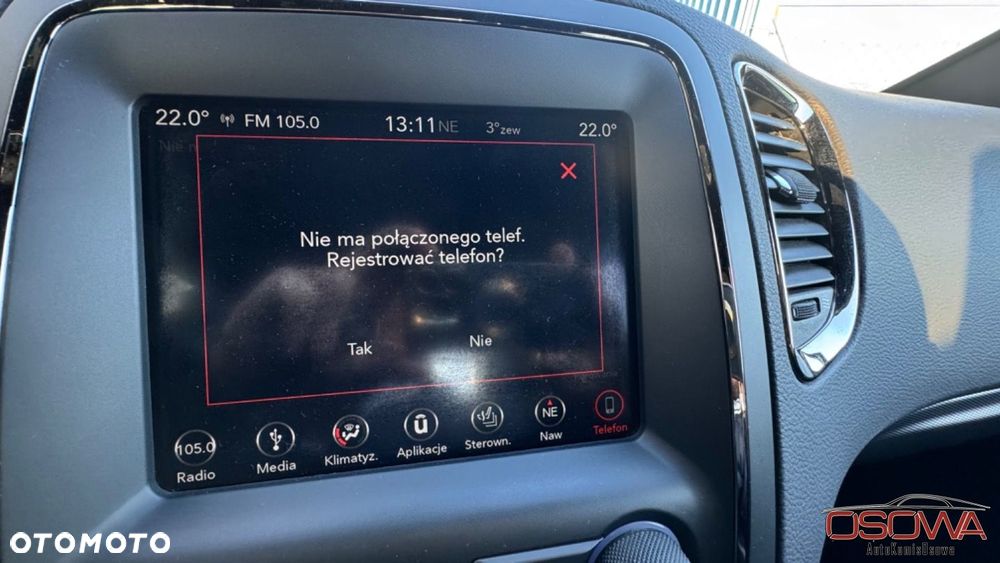 22.0° FM 105.0 13:11 NE 3°zew 22.0°
Nie ma połączonego telef.
Rejestrować telefon?
Tak Nie
105.0 NE
Radio Media Klimatyz. Aplikacje Sterown. Naw Telefon
OTOMOTO
OSOWA
AutoKomisOsowa